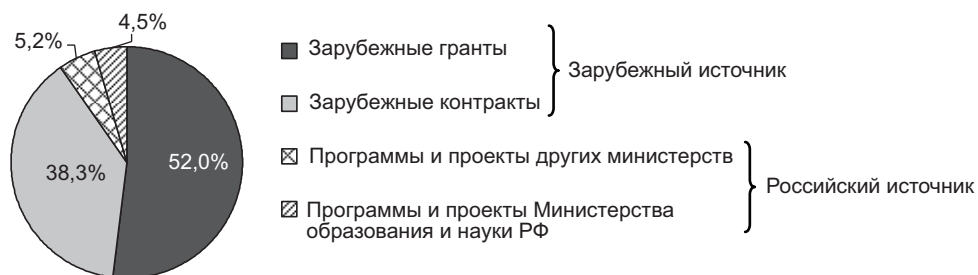 4,5%
5,2%
38,3%
52,0%
Зарубежные гранты
Зарубежные контракты
Зарубежный источник
Программы и проекты других министерств
Программы и проекты Министерства
образования и науки РФ
Российский источник